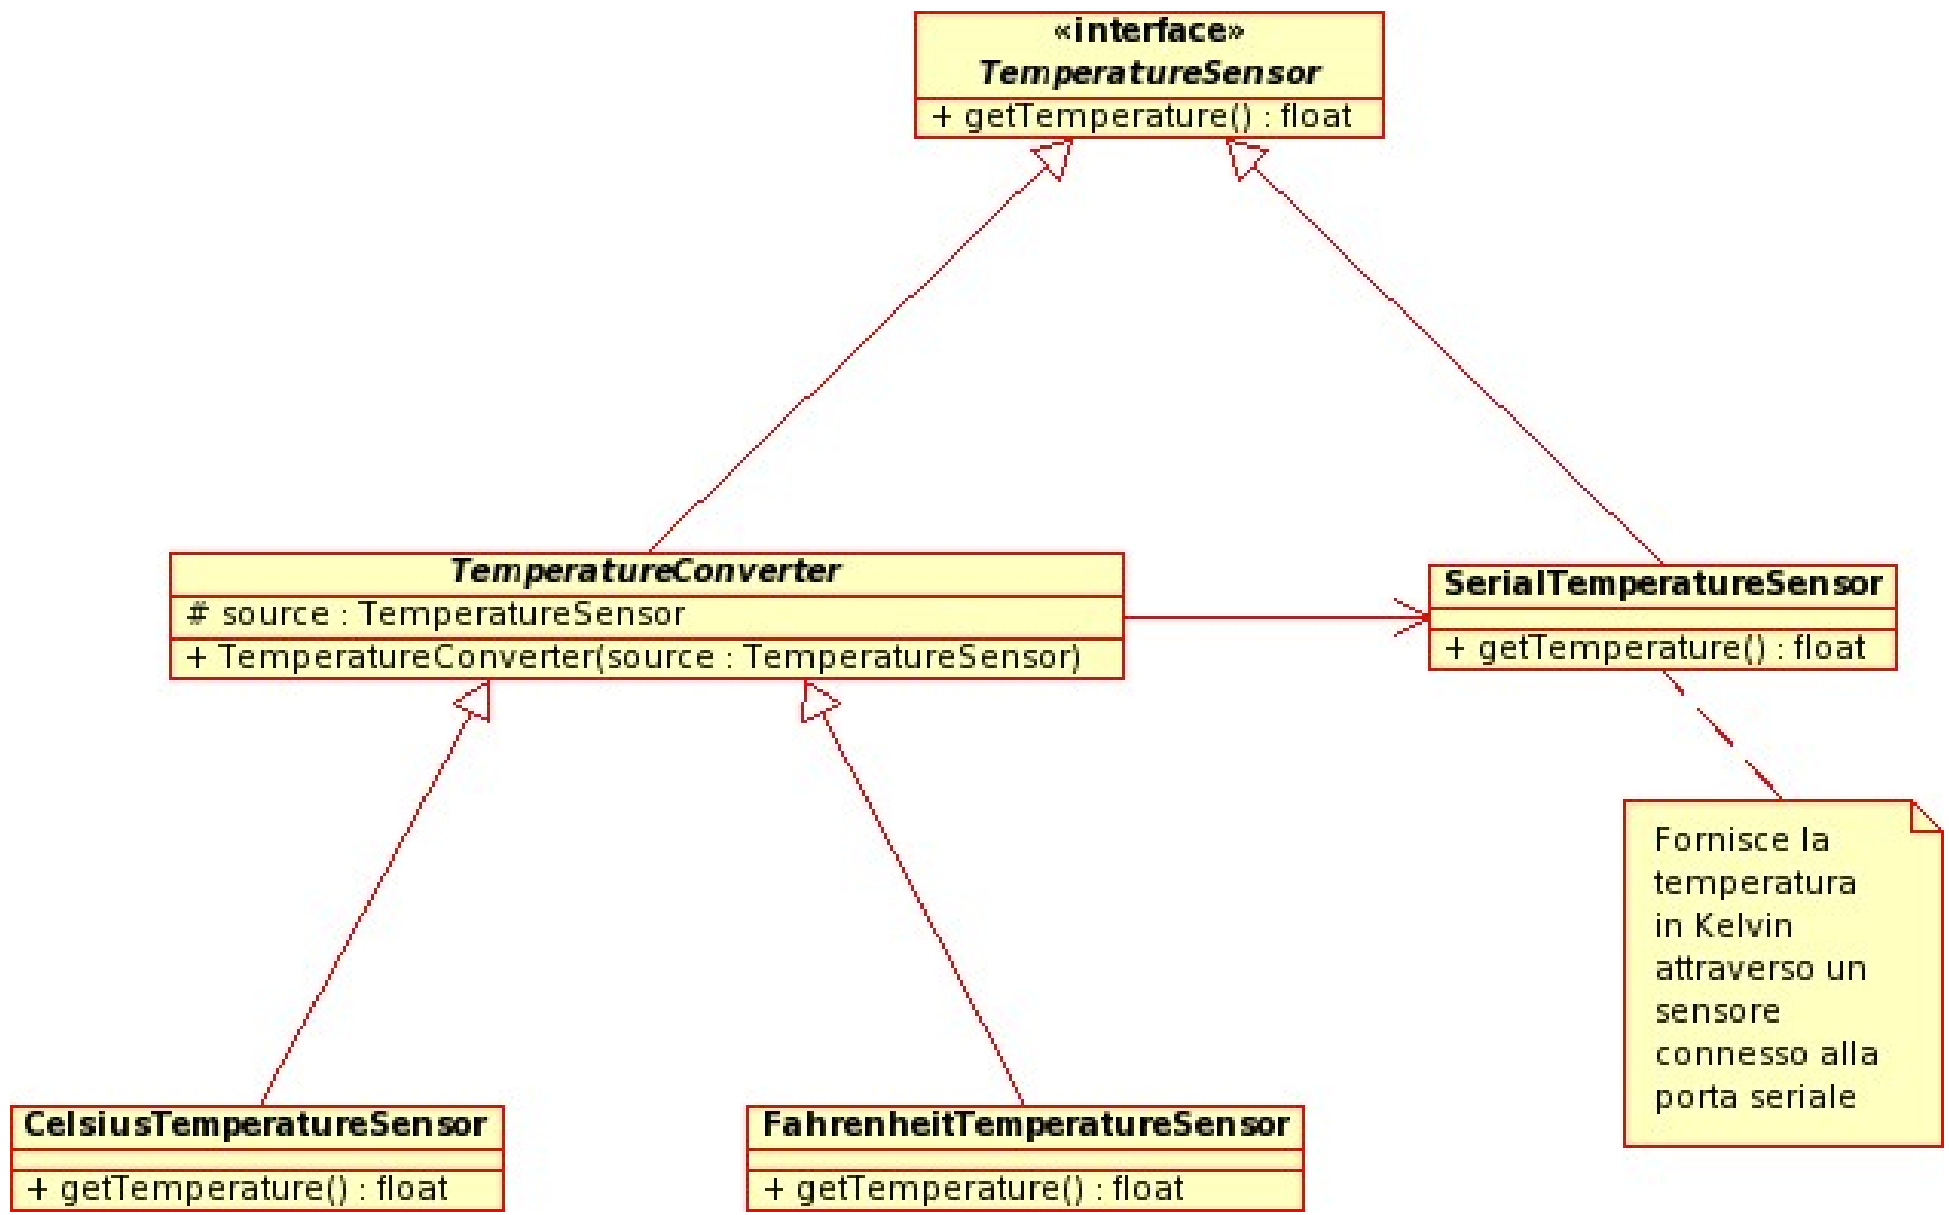 «interface»
TemperatureSensor
+ getTemperature() : float
TemperatureConverter
# source : TemperatureSensor
+ TemperatureConverter(source : TemperatureSensor)
SerialTemperatureSensor
+ getTemperature() : float
Fornisce la
temperatura
in Kelvin
attraverso un
sensore
connesso alla
porta seriale
CelsiusTemperatureSensor
+ getTemperature() : float
FahrenheitTemperatureSensor
+ getTemperature() : float